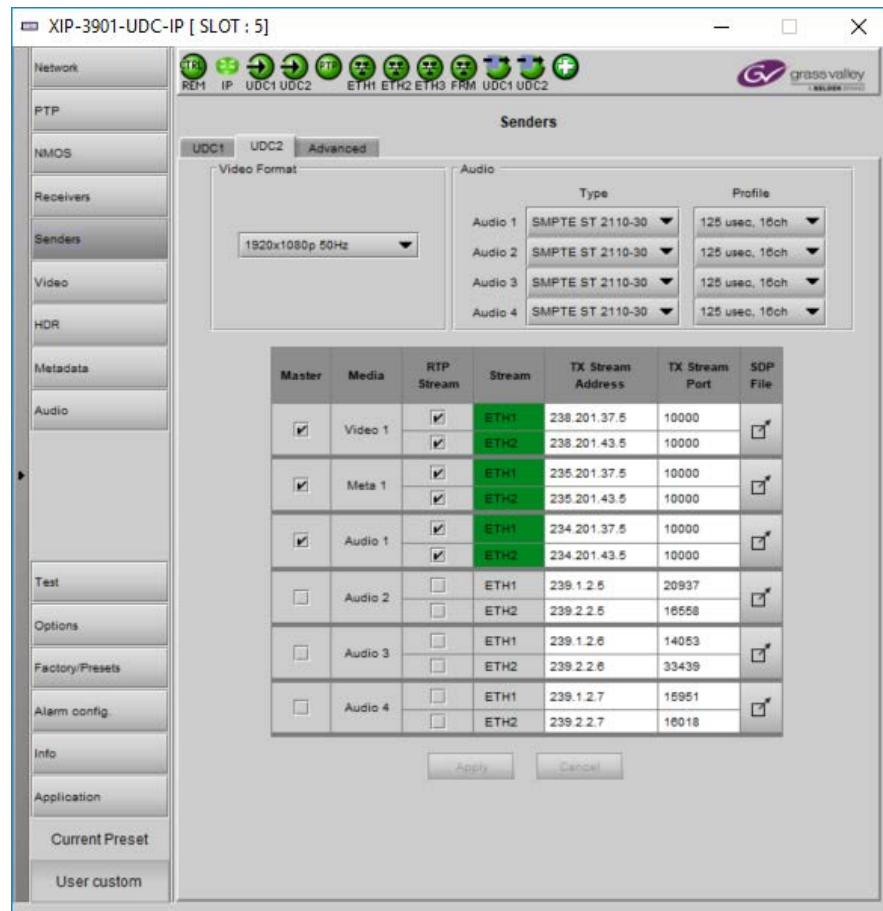 XIP-3901-UDC-IP [ SLOT : 5]
Network
PTP
NMOS
Receivers
Senders
Video
HDR
Metadata
Audio
Test
Options
Factory/Presets
Alarm config.
Info
Application
Current Preset
User custom
CTRL PTP
REM IP UDC1 UDC2 ETH1 ETH2 ETH3 FRM UDC1 UDC2
GV grass valley
A BELDEN BRAND
Senders
UDC1 UDC2 Advanced
Video Format
1920x1080p 50Hz
Audio
Type Profile
Audio 1 SMPTE ST 2110-30 125 usec, 16ch
Audio 2 SMPTE ST 2110-30 125 usec, 16ch
Audio 3 SMPTE ST 2110-30 125 usec, 16ch
Audio 4 SMPTE ST 2110-30 125 usec, 16ch
Master Media RTP Stream Stream TX Stream Address TX Stream Port SDP File
Video 1
ETH1 238.201.37.5 10000
ETH2 238.201.43.5 10000
Meta 1
ETH1 235.201.37.5 10000
ETH2 235.201.43.5 10000
Audio 1
ETH1 234.201.37.5 10000
ETH2 234.201.43.5 10000
Audio 2
ETH1 239.1.2.5 20937
ETH2 239.2.2.5 16558
Audio 3
ETH1 239.1.2.6 14053
ETH2 239.2.2.6 33439
Audio 4
ETH1 239.1.2.7 15951
ETH2 239.2.2.7 16018
Apply Cancel